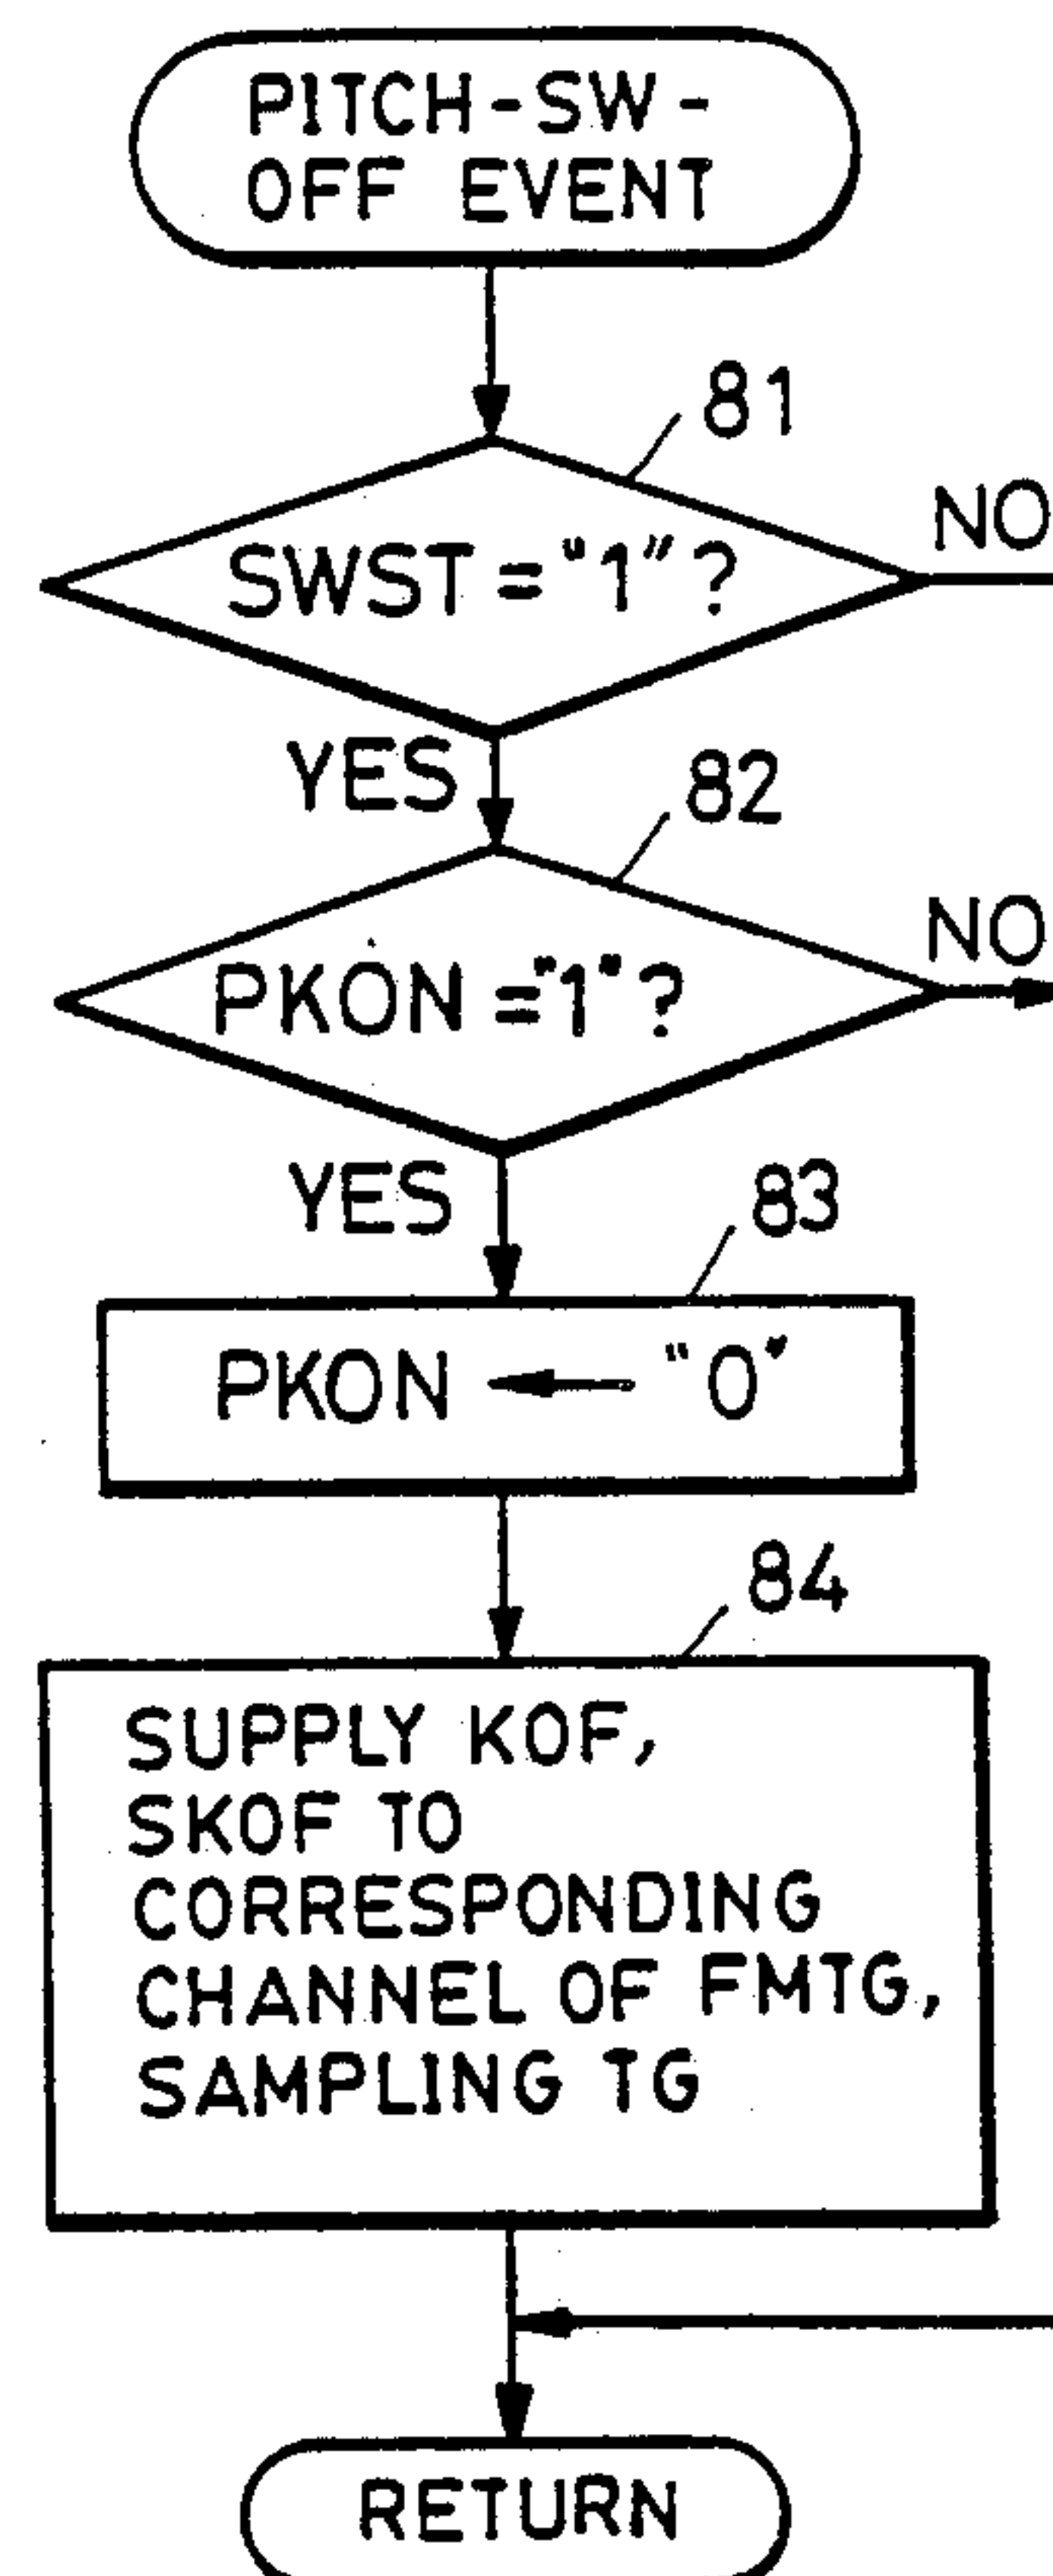 PITCH-SW-
OFF EVENT
81
SWST = "1" ?
NO
YES
82
PKON = "1" ?
NO
YES
83
PKON ← "0"
84
SUPPLY KOF,
SKOF TO
CORRESPONDING
CHANNEL OF FMTG,
SAMPLING TG
RETURN